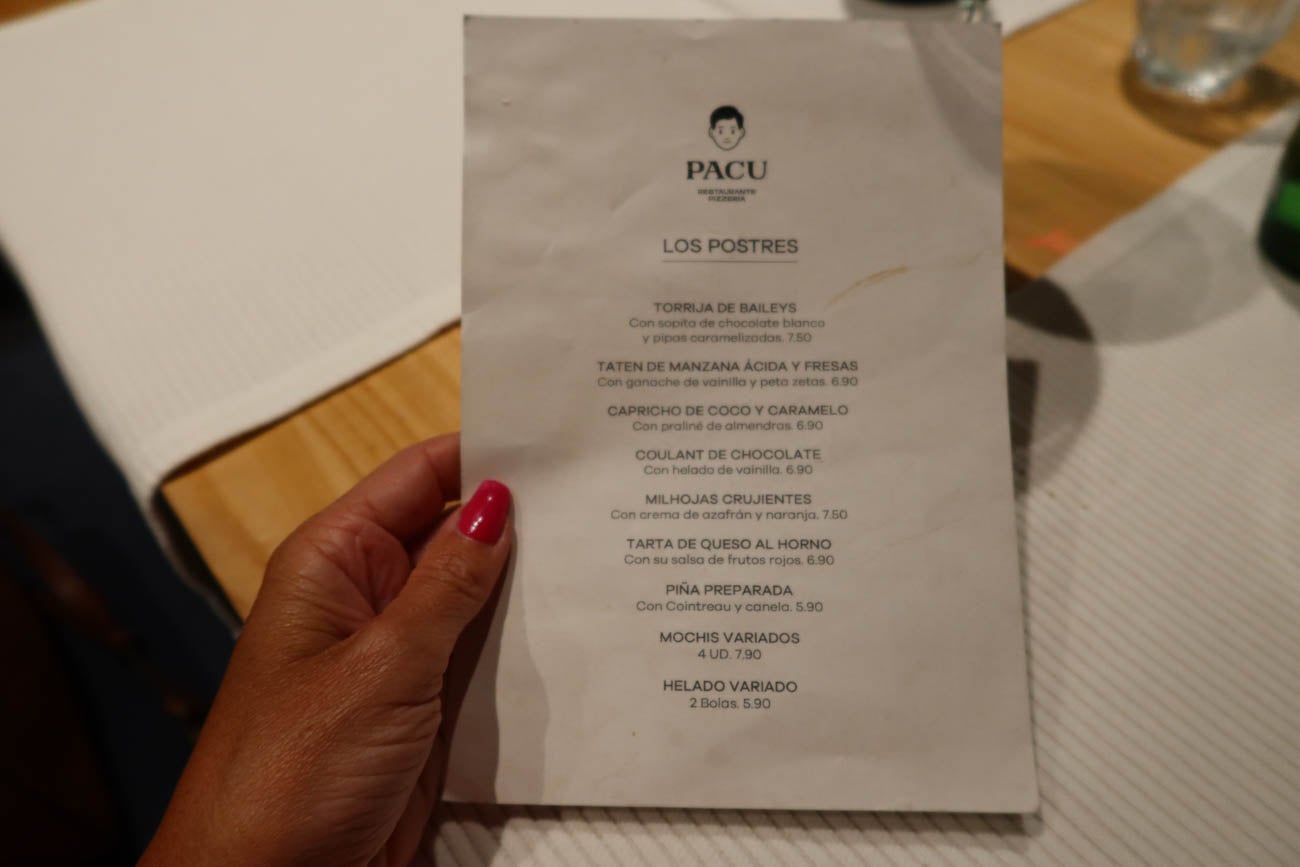 PACU
RESTAURANTE
PIZZERÍA
LOS POSTRES
TORRIJA DE BAILEYS
Con sopita de chocolate blanco
y pipas caramelizadas. 7.50
TATEN DE MANZANA ÁCIDA Y FRESAS
Con ganache de vainilla y peta zetas. 6.90
CAPRICHO DE COCO Y CARAMELO
Con praliné de almendras. 6.90
COULANT DE CHOCOLATE
Con helado de vainilla. 6.90
MILHOJAS CRUJIENTES
Con crema de azafrán y naranja. 7.50
TARTA DE QUESO AL HORNO
Con su salsa de frutos rojos. 6.90
PIÑA PREPARADA
Con Cointreau y canela. 5.90
MOCHIS VARIADOS
4 UD. 7.90
HELADO VARIADO
2 Bolas. 5.90